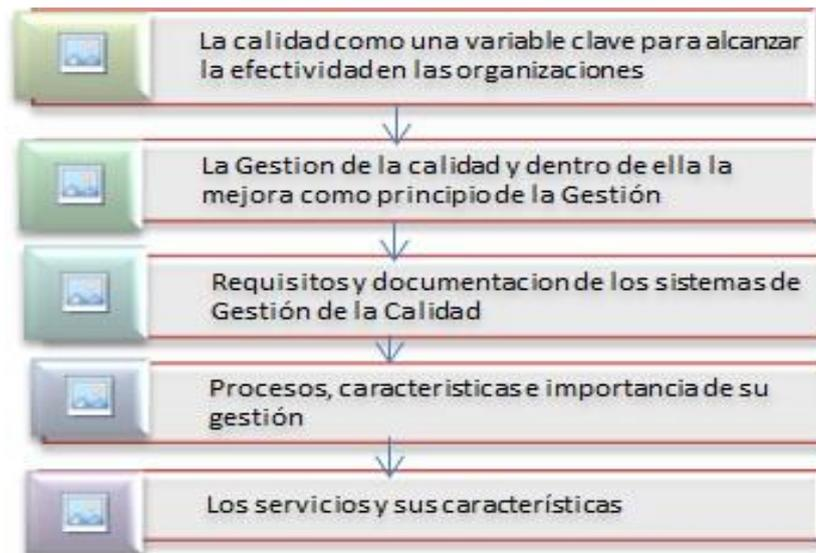 La calidad como una variable clave para alcanzar
la efectividad en las organizaciones
La Gestion de la calidad y dentro de ella la
mejora como principio de la Gestión
Requisitos y documentacion de los sistemas de
Gestión de la Calidad
Procesos, caracteristicas e importancia de su
gestión
Los servicios y sus características